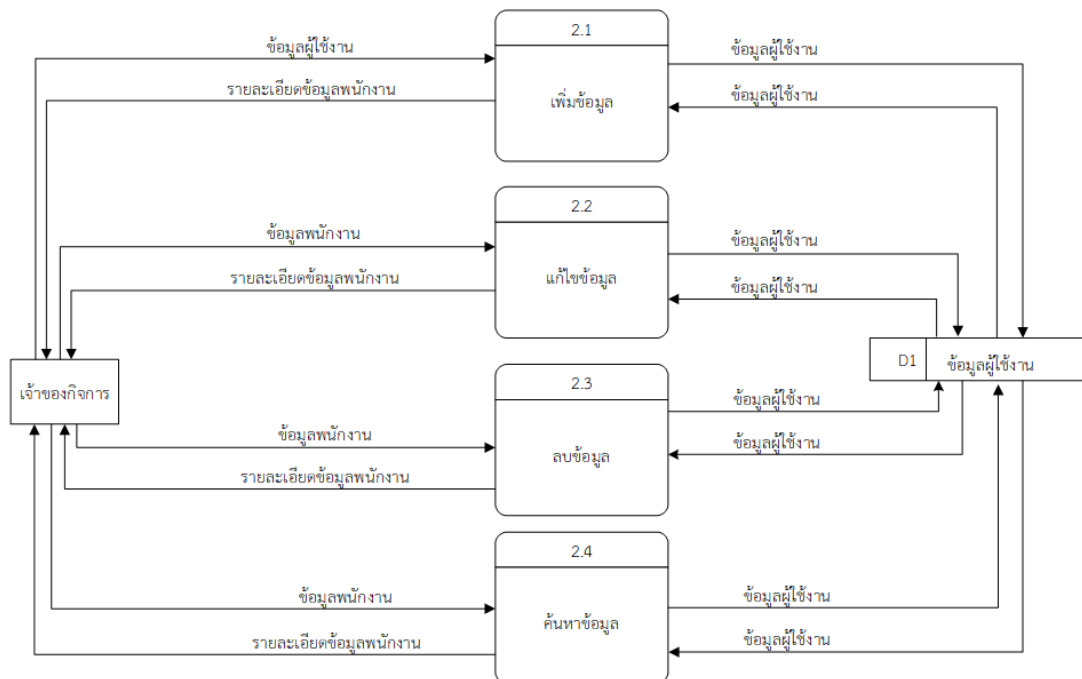 2.1
ข้อมูลผู้ใช้งาน
ข้อมูลผู้ใช้งาน
รายละเอียดข้อมูลพนักงาน
เพิ่มข้อมูล
ข้อมูลผู้ใช้งาน
2.2
ข้อมูลพนักงาน
ข้อมูลผู้ใช้งาน
รายละเอียดข้อมูลพนักงาน
แก้ไขข้อมูล
ข้อมูลผู้ใช้งาน
เจ้าของกิจการ
D1
ข้อมูลผู้ใช้งาน
2.3
ข้อมูลพนักงาน
ข้อมูลผู้ใช้งาน
รายละเอียดข้อมูลพนักงาน
ลบข้อมูล
ข้อมูลผู้ใช้งาน
2.4
ข้อมูลพนักงาน
ข้อมูลผู้ใช้งาน
รายละเอียดข้อมูลพนักงาน
ค้นหาข้อมูล
ข้อมูลผู้ใช้งาน